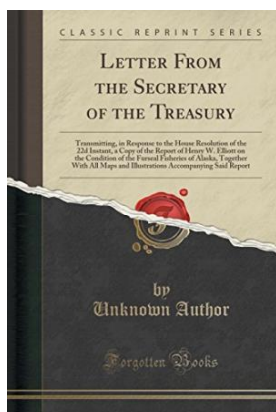 CLASSIC REPRINT SERIES
LETTER FROM
THE SECRETARY
OF THE TREASURY
Transmitting, in Response to the House Resolution of the
22d Instant, a Copy of the Report of Henry W. Elliott on
the Condition of the Furseal Fisheries of Alaska, Together
With All Maps and Illustrations Accompanying Said Report
by
Unknown Author
Forgotten Books